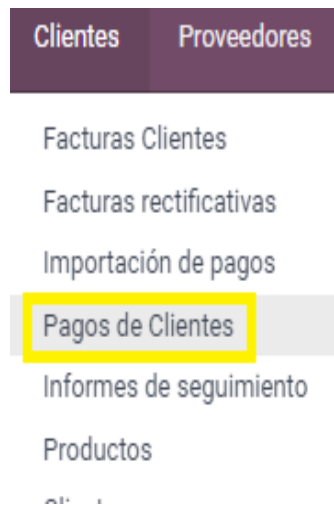 Clientes Proveedores
Facturas Clientes
Facturas rectificativas
Importación de pagos
Pagos de Clientes
Informes de seguimiento
Productos